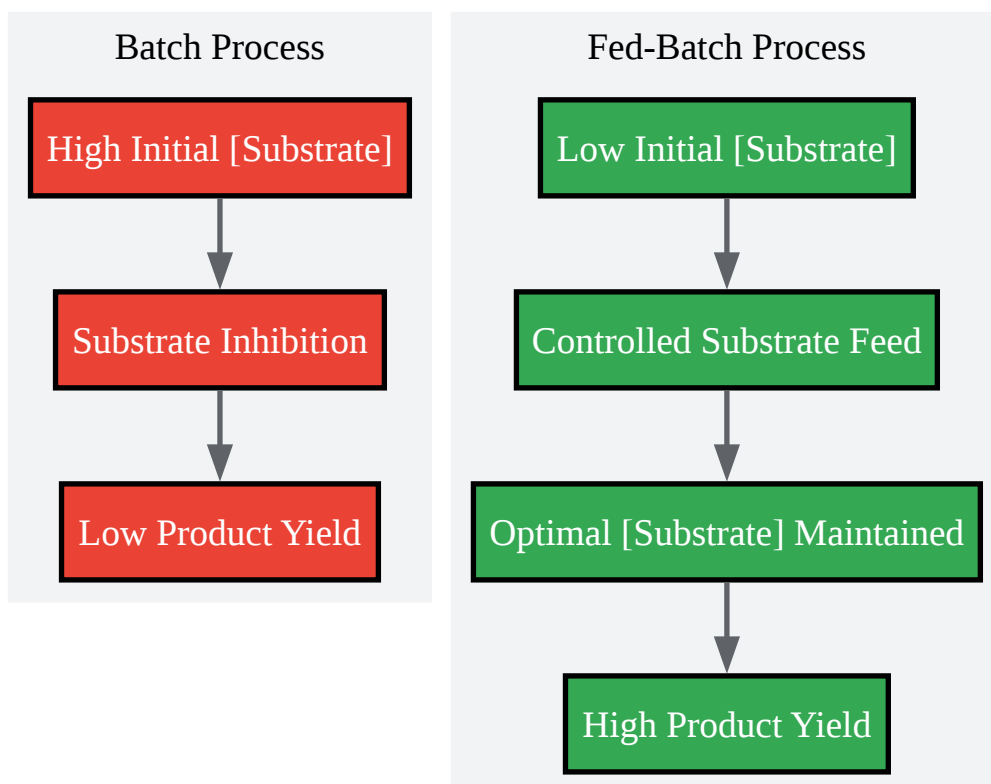 Batch Process
High Initial [Substrate]
Substrate Inhibition
Low Product Yield
Fed-Batch Process
Low Initial [Substrate]
Controlled Substrate Feed
Optimal [Substrate] Maintained
High Product Yield